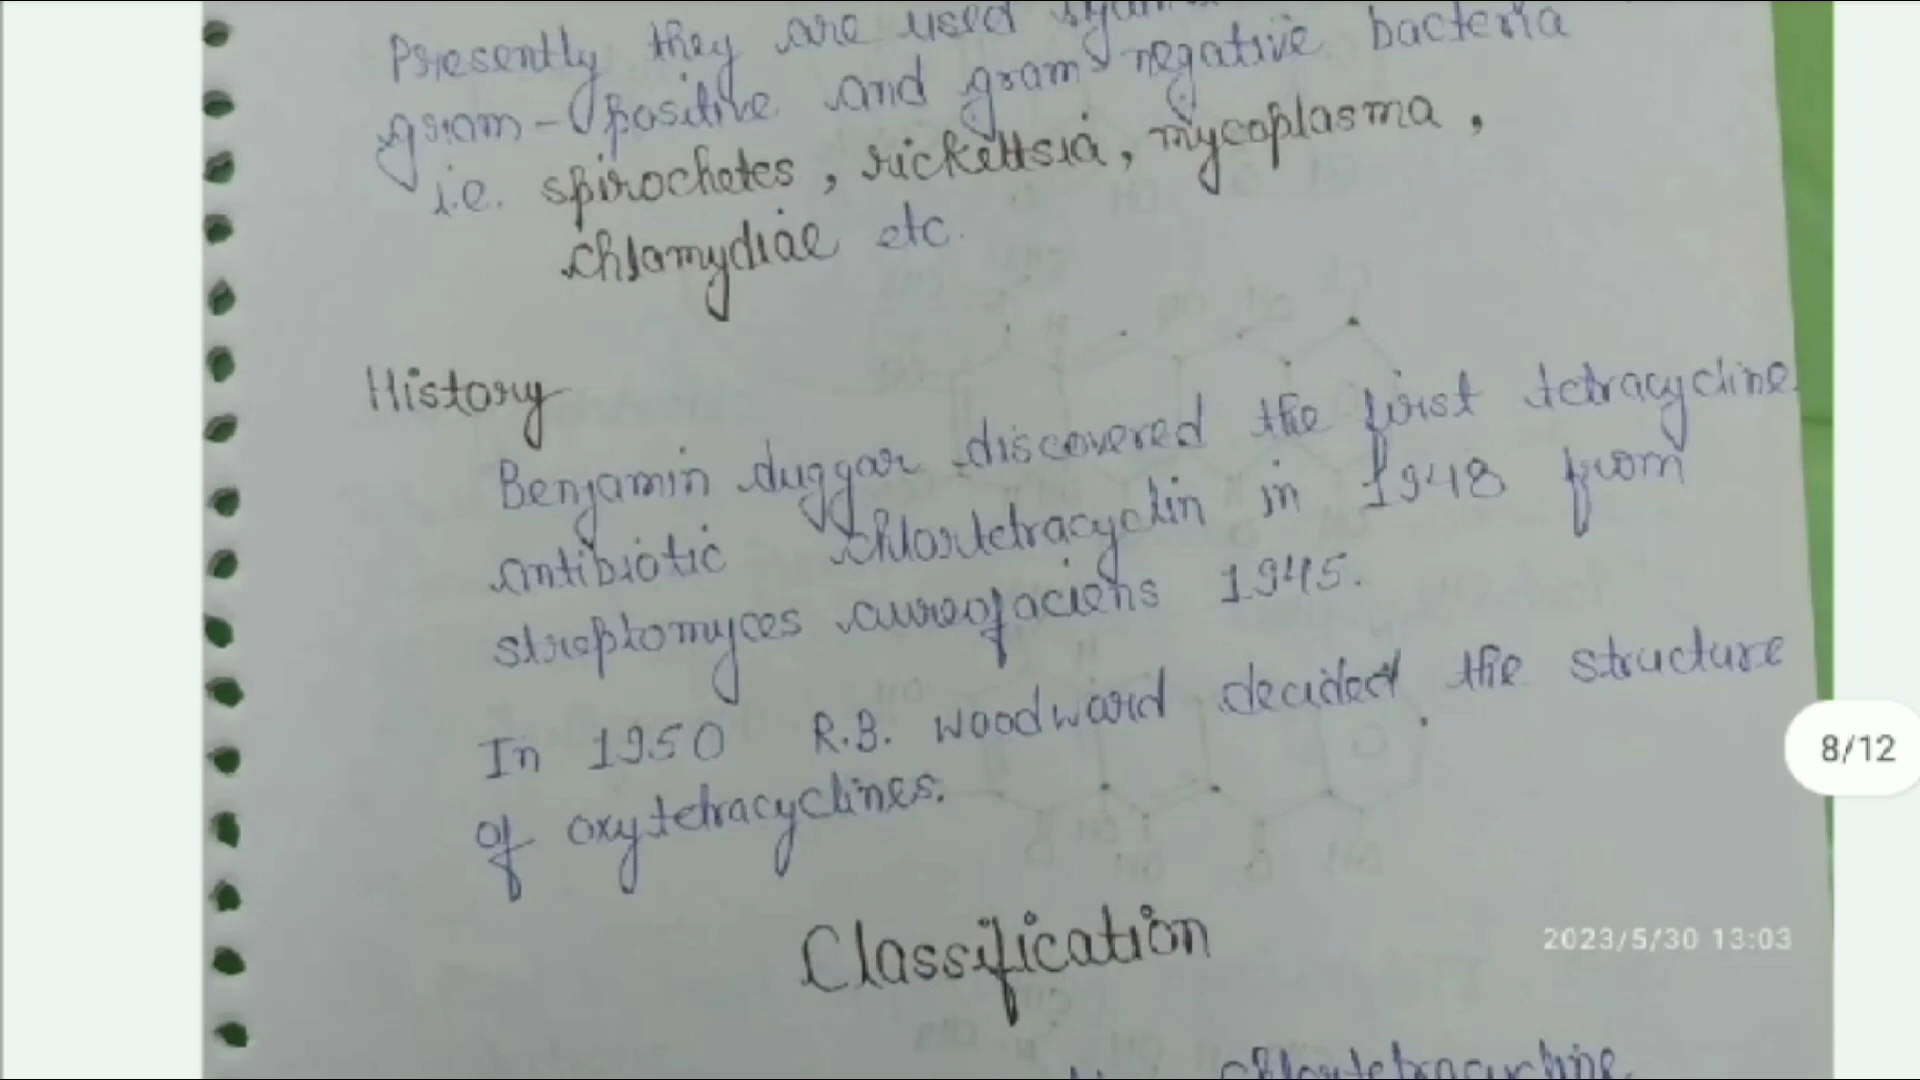 Presently they are used
gram-positive and gram negative bacteria
i.e. spirochetes, rickettsia, mycoplasma,
chlamydiae etc.
History
Benjamin duggar discovered the first tetracycline
antibiotic chlortetracyclin in 1948 from
streptomyces aureofaciens 1945.
In 1950 R.B. woodward decided the structure
of oxytetracyclines.
8/12
2023/5/30 13:03
Classification
chlortetracycline